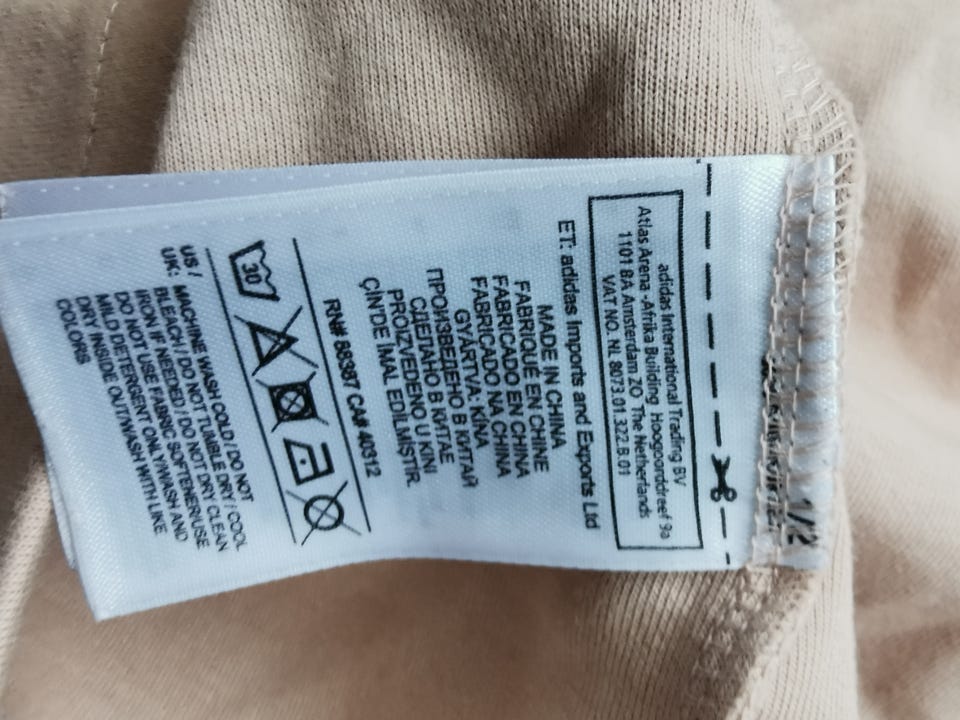 adidas International Trading BV
Atlas Arena -Afrika Building Hoogoorddreef 9a
1101 BA Amsterdam ZO The Netherlands
VAT NO. NL 8073.01.322.B.01
ET: adidas Imports and Exports Ltd
MADE IN CHINA
FABRIQUÉ EN CHINE
FABRICADO EN CHINA
FABRICADO NA CHINA
GYÁRTVA: KÍNA
ПРОИЗВЕДЕНО В КИТАЙ
СДЕЛАНО В КИТАЕ
PROIZVEDENO U KINI
ÇİN'DE İMAL EDİLMİŞTİR.
RN# 88387 CA# 40312
30
US /
UK: MACHINE WASH COLD / DO NOT
BLEACH / DO NOT TUMBLE DRY / COOL
IRON IF NEEDED / DO NOT DRY CLEAN
DO NOT USE FABRIC SOFTENER/USE
MILD DETERGENT ONLY/WASH AND
DRY INSIDE OUT/WASH WITH LIKE
COLORS
1/2